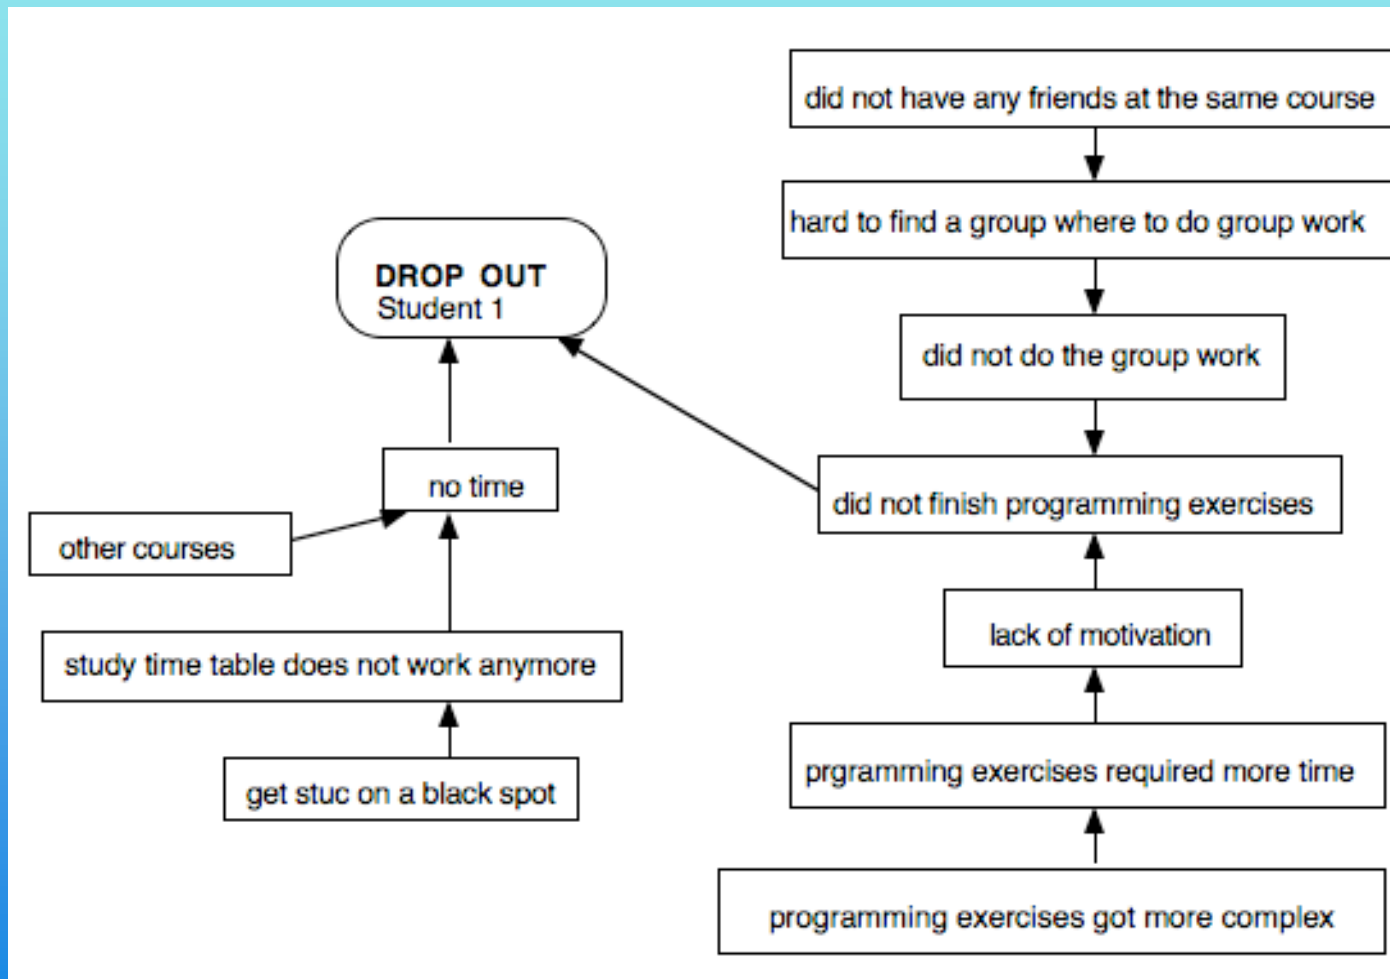 did not have any friends at the same course
hard to find a group where to do group work
DROP OUT
Student 1
did not do the group work
no time
did not finish programming exercises
other courses
lack of motivation
study time table does not work anymore
prgramming exercises required more time
get stuc on a black spot
programming exercises got more complex